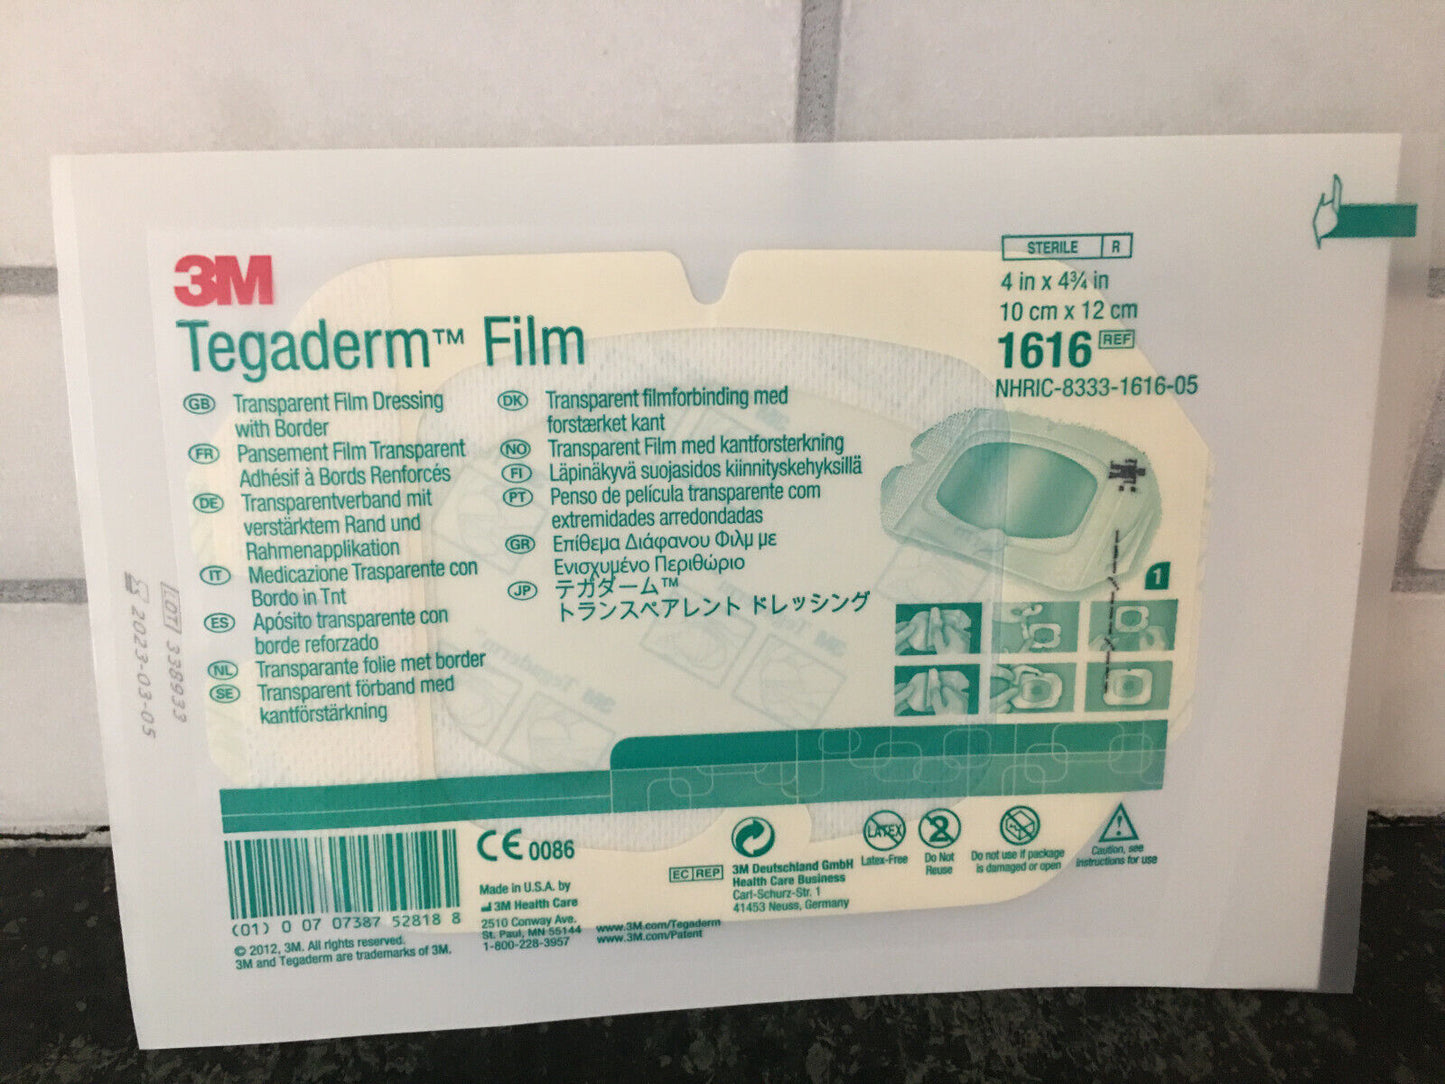 3M
Tegaderm™ Film
GB Transparent Film Dressing
with Border
FR Pansement Film Transparent
Adhésif à Bords Renforcés
DE Transparentverband mit
verstärktem Rand und
Rahmenapplikation
IT Medicazione Trasparente con
Bordo in Tnt
ES Apósito transparente con
borde reforzado
NL Transparante folie met border
SE Transparent förband med
kantförstärkning
DK Transparent filmforbinding med
forstærket kant
NO Transparent Film med kantforsterkning
FI Läpinäkyvä suojasidos kiinnityskehyksillä
PT Penso de película transparente com
extremidades arredondadas
GR Επίθεμα Διάφανου Φιλμ με
Ενισχυμένο Περιθώριο
JP テガダーム™
トランスペアレント ドレッシング
STERILE R
4 in x 4¾ in
10 cm x 12 cm
1616 REF
NHRIC-8333-1616-05
1
LOT 338933
2023-03-05
(01) 0 07 07387 52818 8
© 2012, 3M. All rights reserved.
3M and Tegaderm are trademarks of 3M.
CE 0086
Made in U.S.A. by
3M Health Care
2510 Conway Ave.
St. Paul, MN 55144
1-800-228-3957
www.3M.com/Tegaderm
www.3M.com/Patent
EC REP
3M Deutschland GmbH
Health Care Business
Carl-Schurz-Str. 1
41453 Neuss, Germany
LATEX
Latex-Free
2
Do Not
Reuse
Do not use if package
is damaged or open
Caution, see
instructions for use